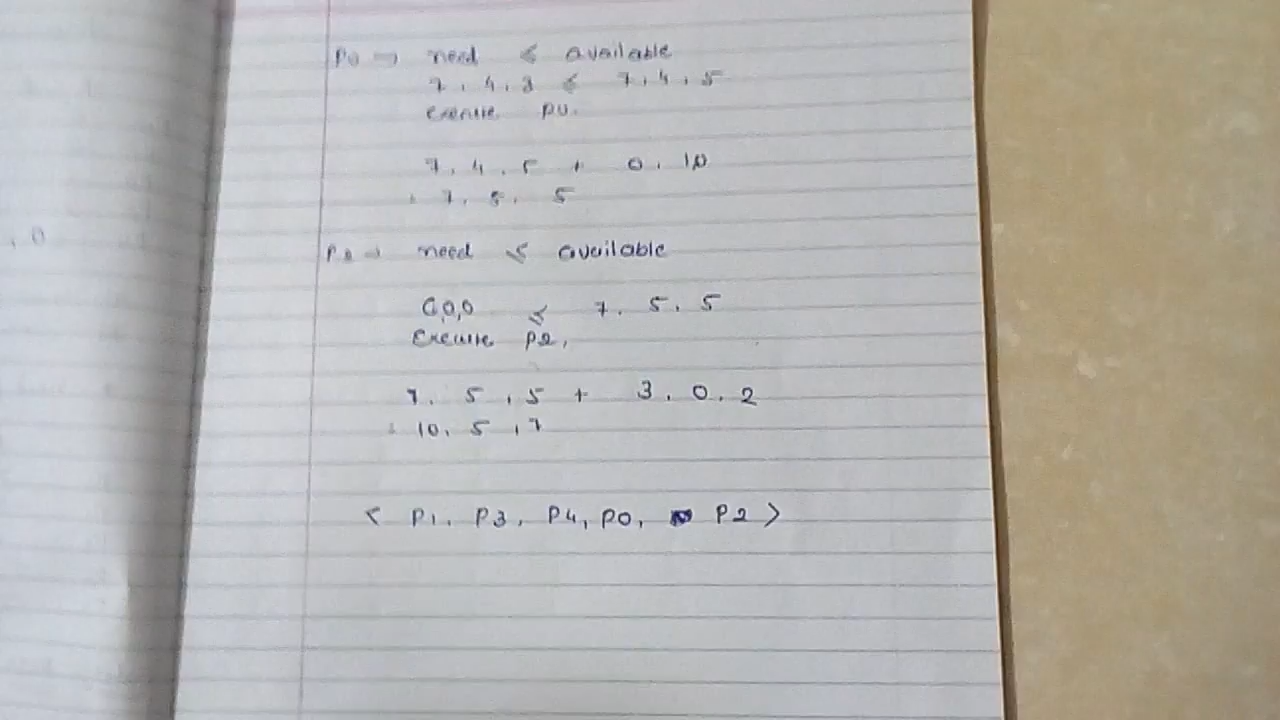 P0 → need ≤ available
7, 4, 3 ≤ 7, 4, 5
execute P0.
7, 4, 5 + 0, 1,0
: 7, 5, 5
, 0
P2 → need ≤ available
6,0,0 ≤ 7, 5, 5
Execute P2,
7, 5, 5 + 3, 0, 2
: 10, 5, 7
< P1, P3, P4, P0, P2 >